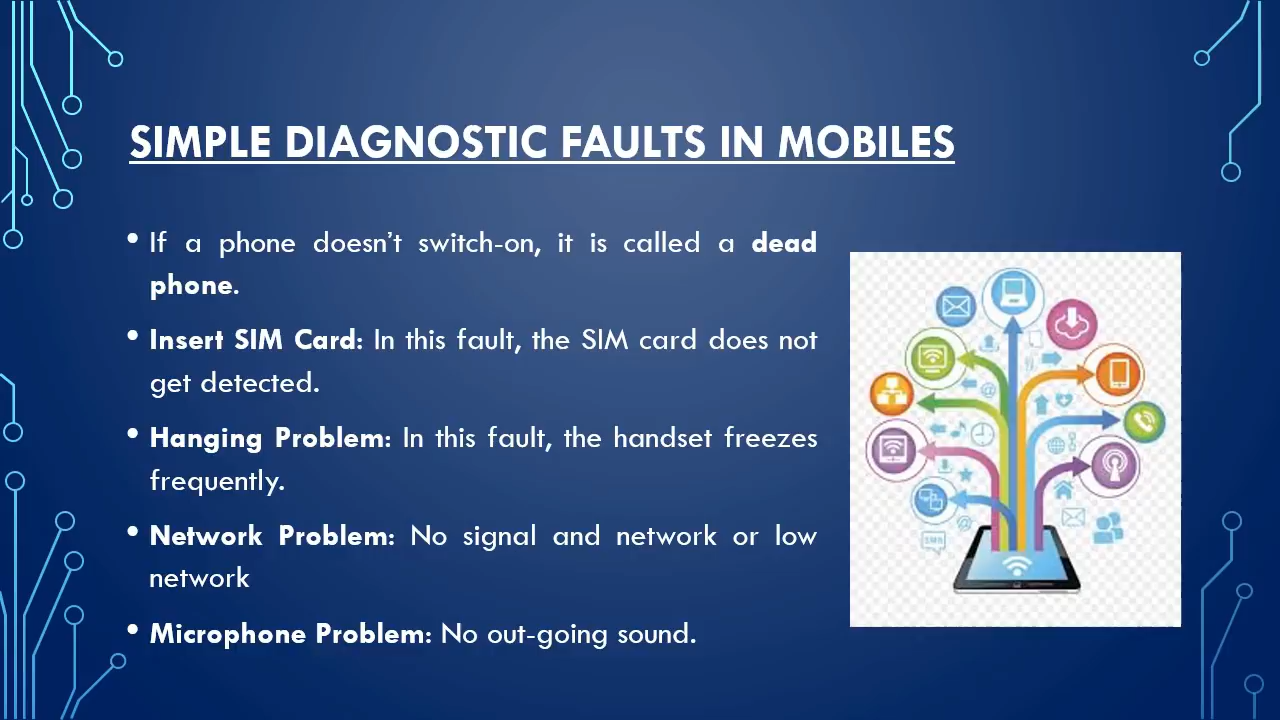 SIMPLE DIAGNOSTIC FAULTS IN MOBILES
• If a phone doesn't switch-on, it is called a dead
phone.
• Insert SIM Card: In this fault, the SIM card does not
get detected.
• Hanging Problem: In this fault, the handset freezes
frequently.
• Network Problem: No signal and network or low
network
• Microphone Problem: No out-going sound.
SMS